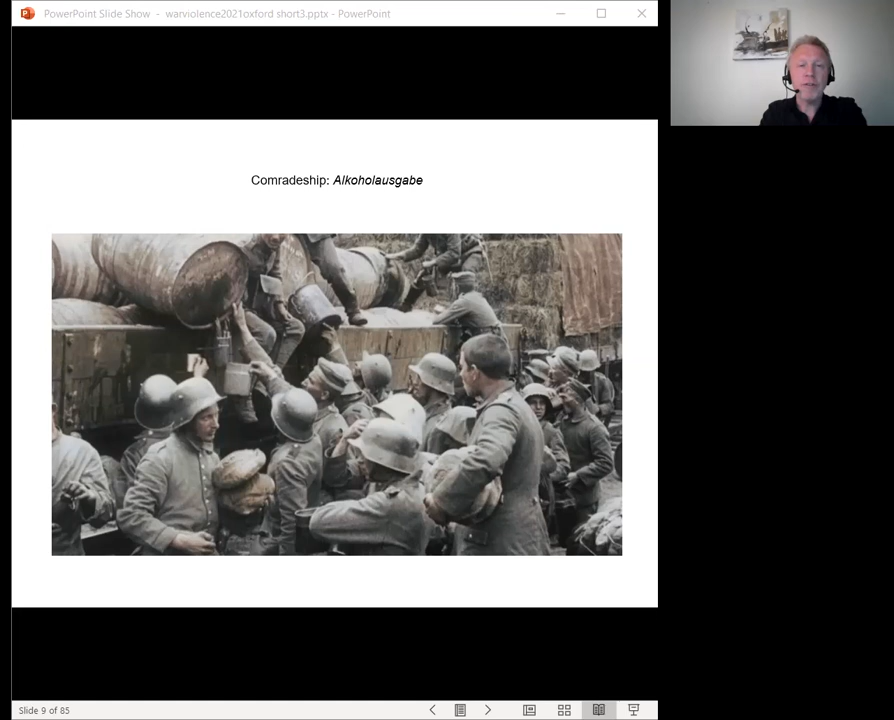 PowerPoint Slide Show - warviolence2021oxford short3.pptx - PowerPoint
Comradeship: Alkoholausgabe
Slide 9 of 85